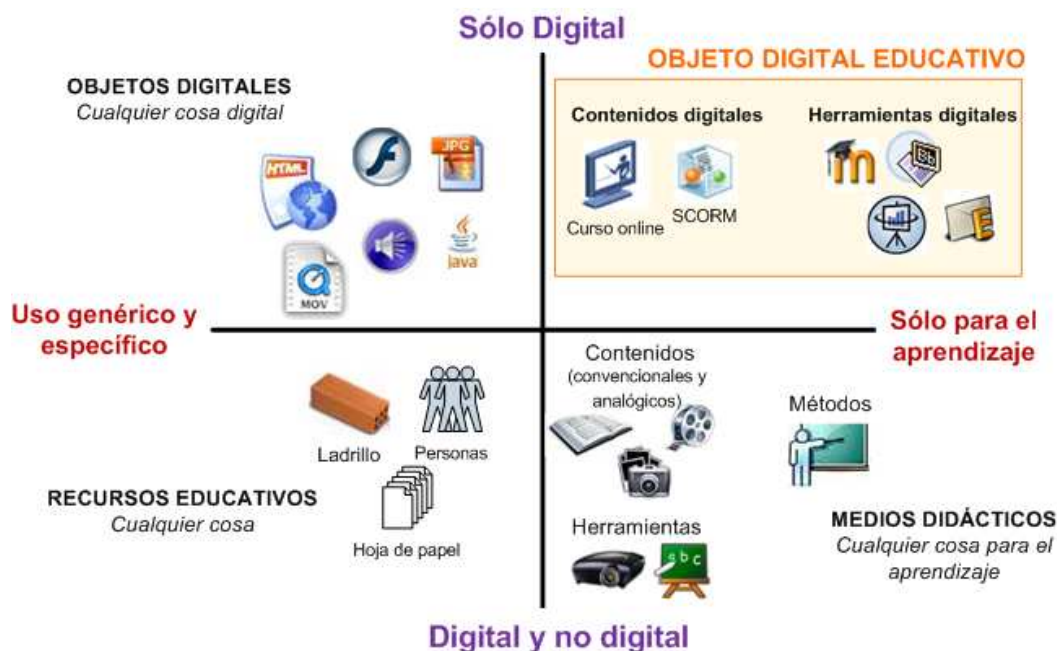 Sólo Digital
OBJETOS DIGITALES
Cualquier cosa digital
HTML
JPG
MOV
java
OBJETO DIGITAL EDUCATIVO
Contenidos digitales
Herramientas digitales
Curso online
SCORM
m
Bb
E
Uso genérico y
específico
Sólo para el
aprendizaje
Ladrillo
Personas
RECURSOS EDUCATIVOS
Cualquier cosa
Hoja de papel
Contenidos
(convencionales y
analógicos)
Métodos
Herramientas
a b c
MEDIOS DIDÁCTICOS
Cualquier cosa para el
aprendizaje
Digital y no digital